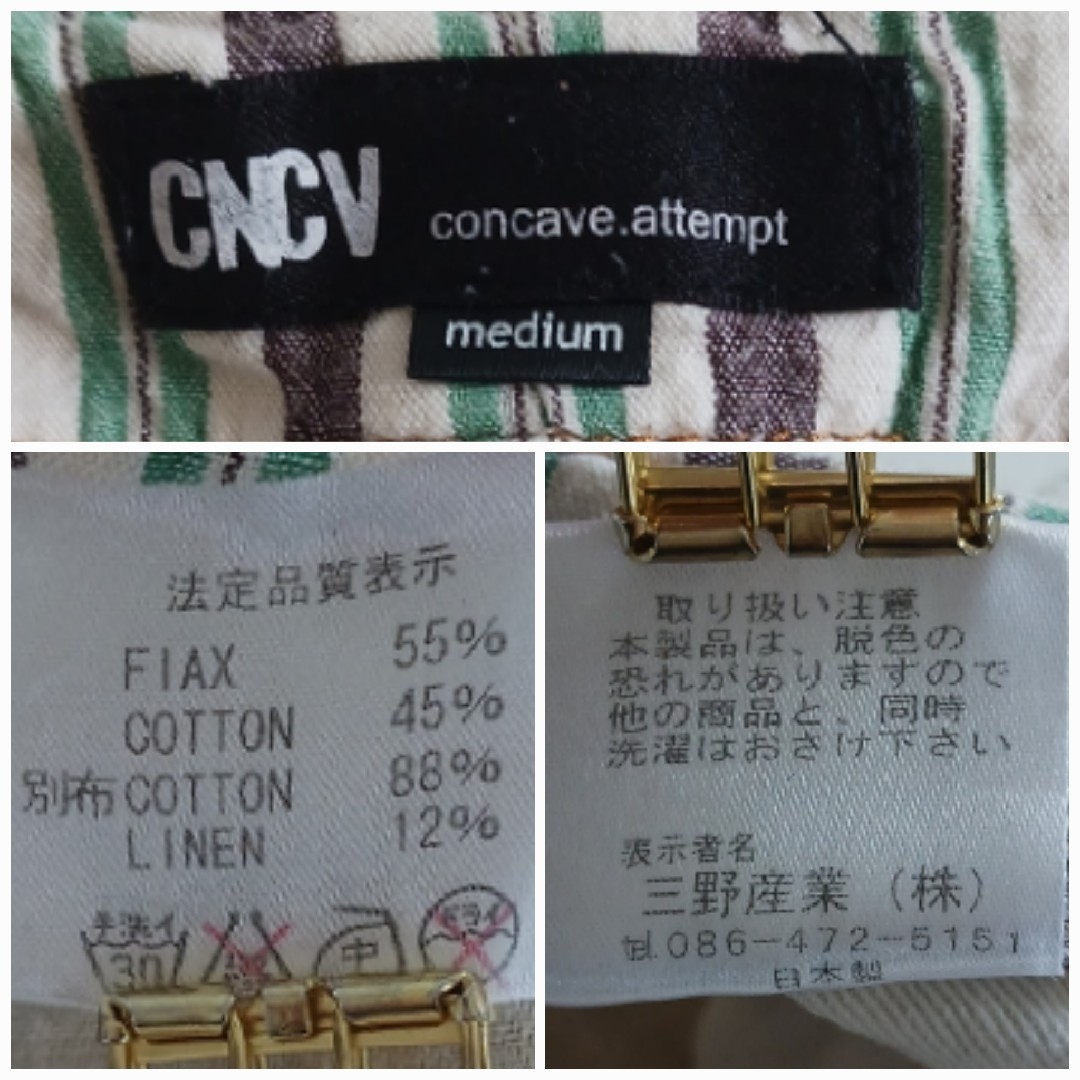 CNCV concave.attempt
medium
法定品質表示
FIAX 55%
COTTON 45%
別布 COTTON 88%
LINEN 12%
手洗イ
30
中
ドライ
取り扱い注意
本製品は、脱色の
恐れがありますので
他の商品と、同時
洗濯はおさけ下さい
表示者名
三野産業(株)
℡086-472-5151
日本製